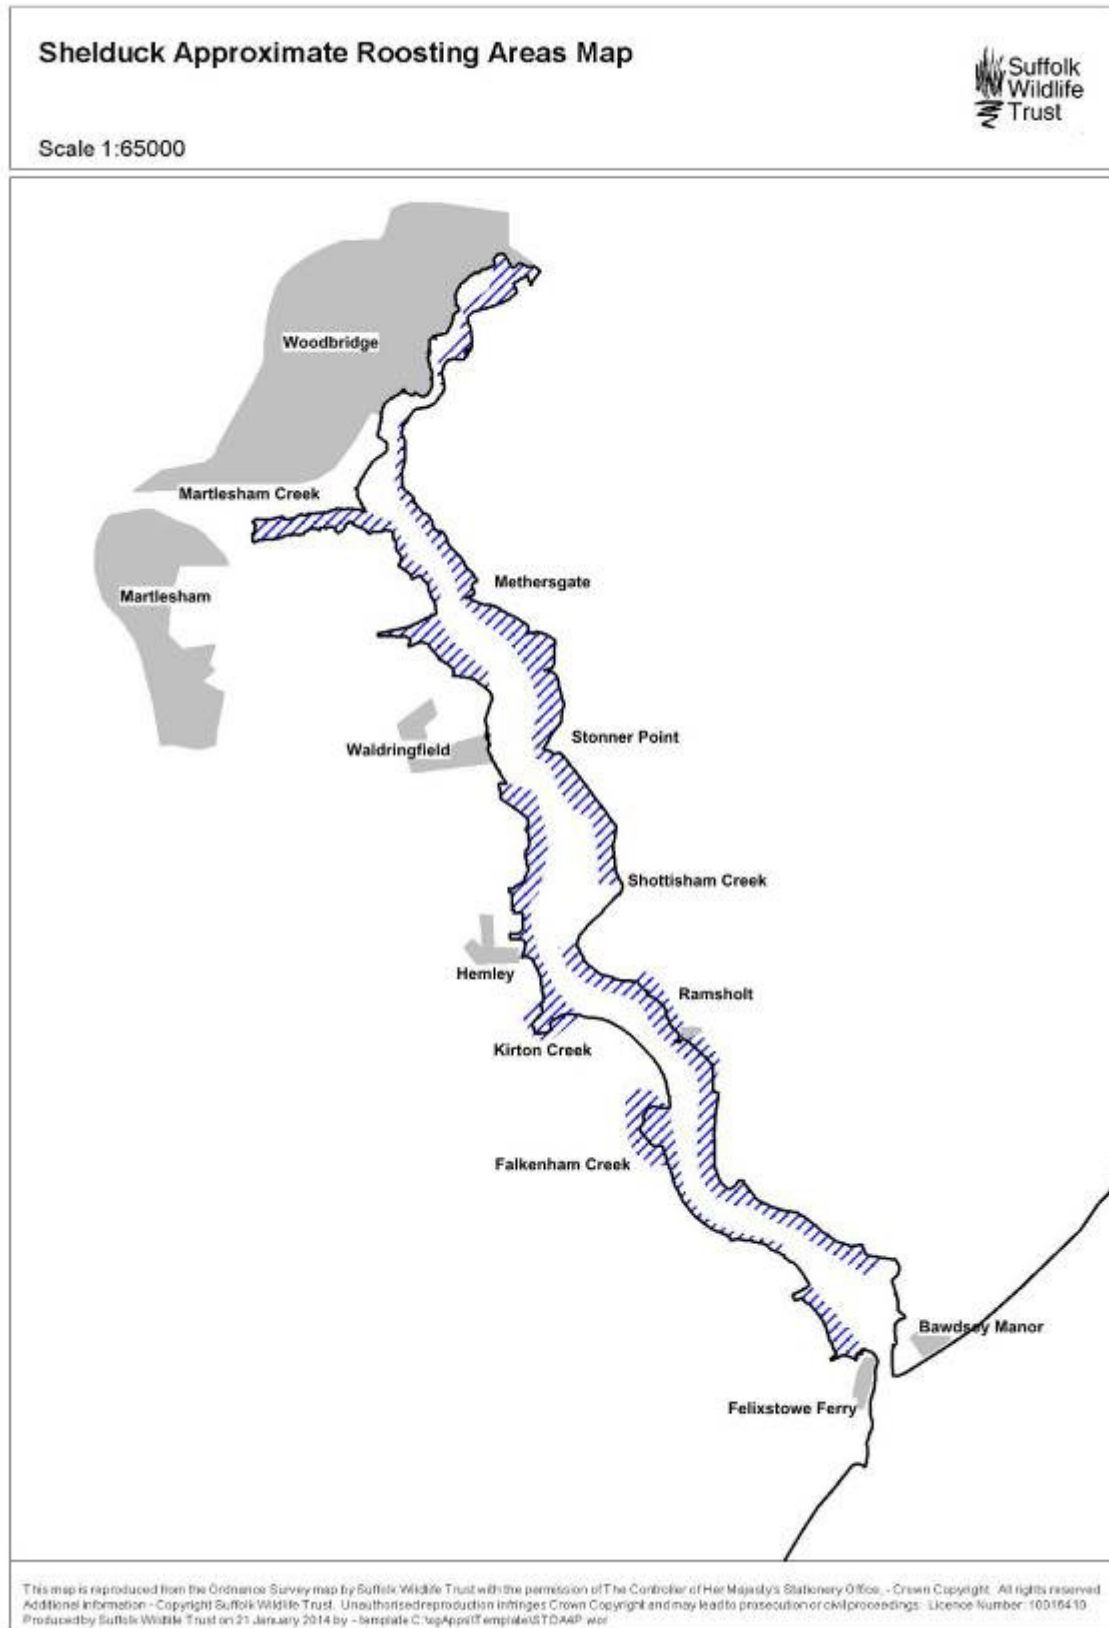 Shelduck Approximate Roosting Areas Map
Suffolk
Wildlife
Trust
Scale 1:65000
Woodbridge
Martlesham Creek
Methersgate
Martlesham
Stonner Point
Waldringfield
Shottisham Creek
Hemley
Ramsholt
Kirton Creek
Falkenham Creek
Bawdsey Manor
Felixstowe Ferry
This map is reproduced from the Ordnance Survey map by Suffolk Wildlife Trust with the permission of The Controller of Her Majesty's Stationery Office, - Crown Copyright. All rights reserved
Additional Information - Copyright Suffolk Wildlife Trust. Unauthorised reproduction infringes Crown Copyright and may lead to prosecution or civil proceedings. Licence Number: 10016410
Produced by Suffolk Wildlife Trust on 21 January 2014 by - template